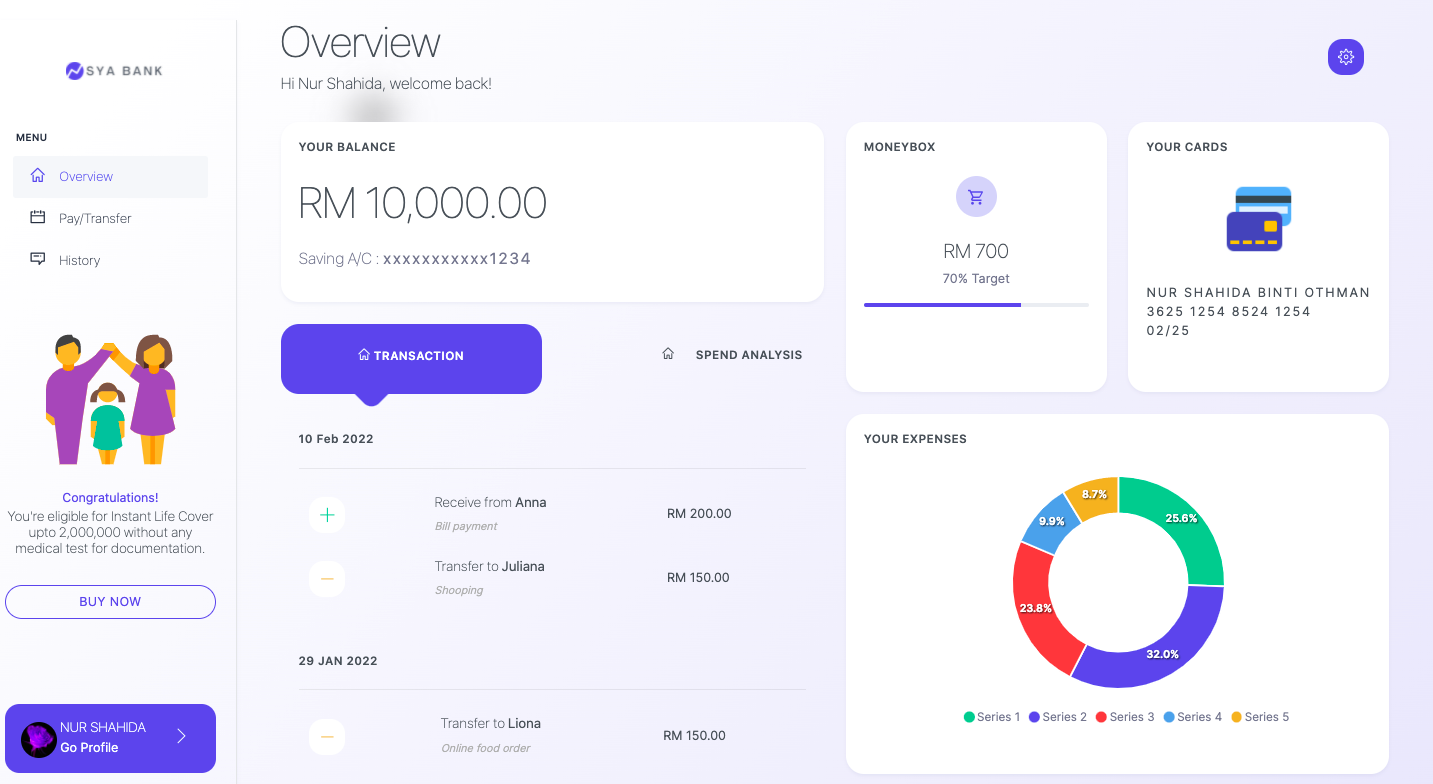 SYA BANK
MENU
Overview
Pay/Transfer
History
Congratulations!
You're eligible for Instant Life Cover
upto 2,000,000 without any
medical test for documentation.
BUY NOW
NUR SHAHIDA
Go Profile
Overview
Hi Nur Shahida, welcome back!
YOUR BALANCE
RM 10,000.00
Saving A/C : xxxxxxxxxxx1234
TRANSACTION
SPEND ANALYSIS
10 Feb 2022
Receive from Anna
Bill payment
RM 200.00
Transfer to Juliana
Shooping
RM 150.00
29 JAN 2022
Transfer to Liona
Online food order
RM 150.00
MONEYBOX
RM 700
70% Target
YOUR CARDS
NUR SHAHIDA BINTI OTHMAN
3625 1254 8524 1254
02/25
YOUR EXPENSES
8.7%
25.6%
9.9%
23.8%
32.0%
Series 1 Series 2 Series 3 Series 4 Series 5